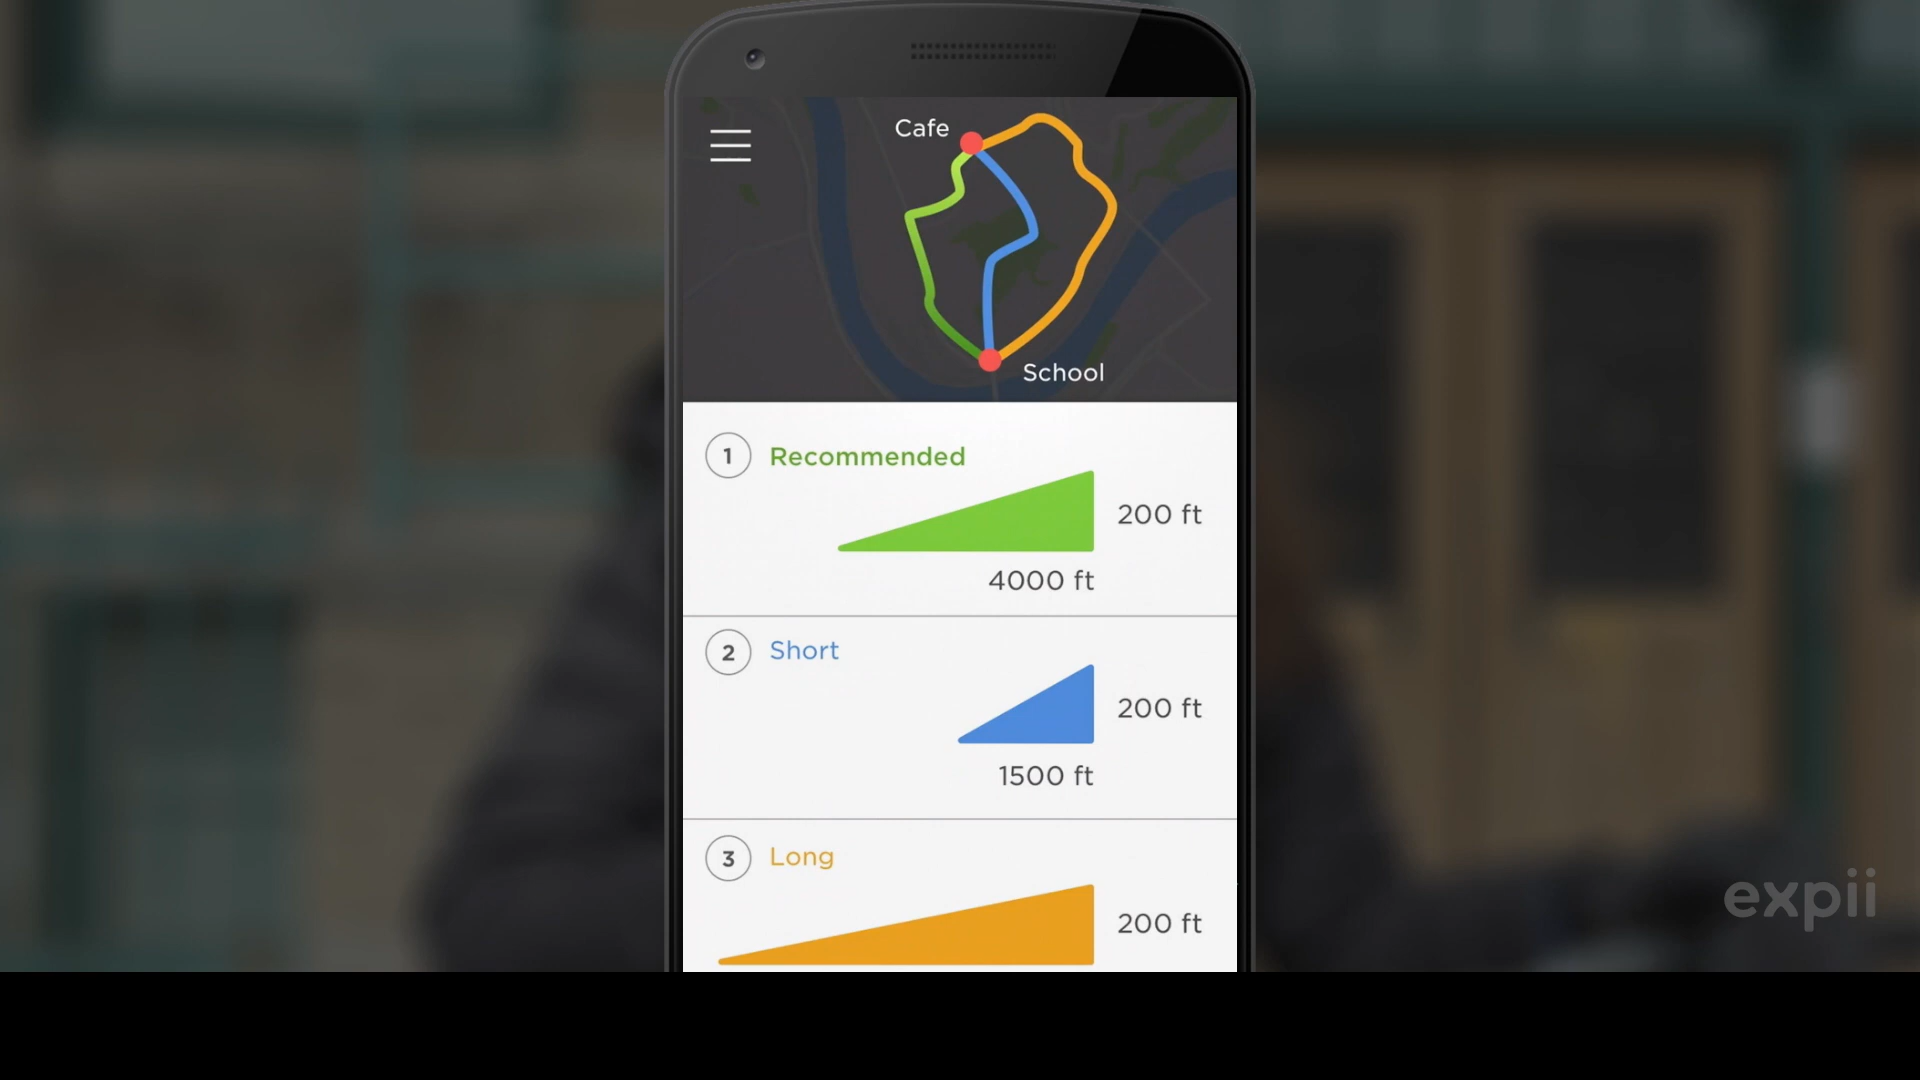 Cafe
School
1 Recommended
200 ft
4000 ft
2 Short
200 ft
1500 ft
3 Long
200 ft
expii